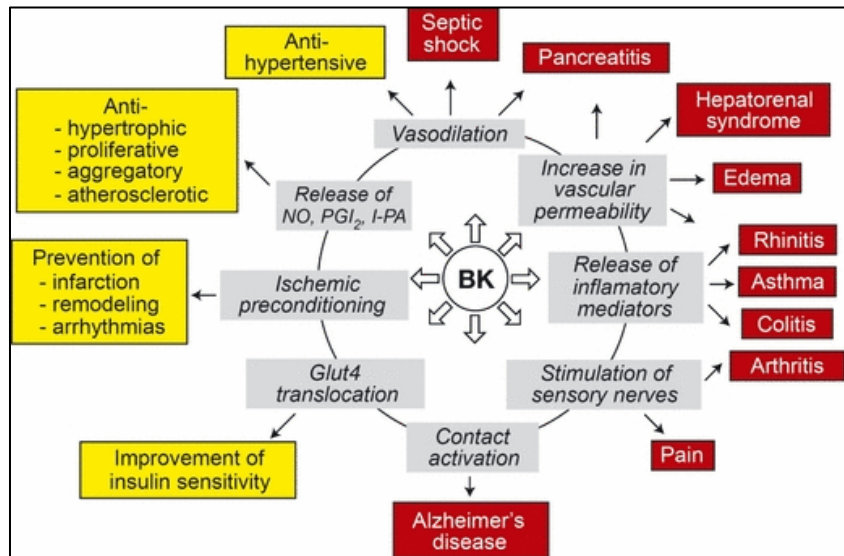 Anti-
hypertensive
Septic
shock
Pancreatitis
Hepatorenal
syndrome
Anti-
- hypertrophic
- proliferative
- aggregatory
- atherosclerotic
Vasodilation
Increase in
vascular
permeability
Edema
Release of
NO, PGI₂, I-PA
BK
Rhinitis
Prevention of
- infarction
- remodeling
- arrhythmias
Ischemic
preconditioning
Release of
inflamatory
mediators
Asthma
Colitis
Glut4
translocation
Stimulation of
sensory nerves
Arthritis
Improvement of
insulin sensitivity
Contact
activation
Pain
Alzheimer's
disease